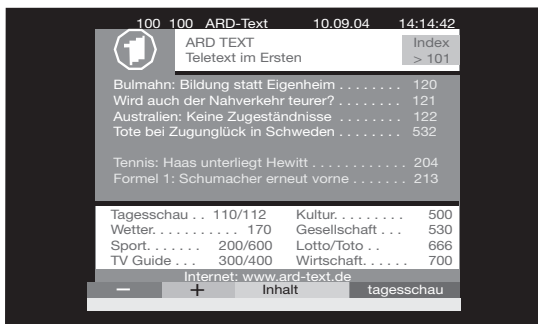 100 100 ARD-Text 10.09.04 14:14:42
ARD TEXT Index
Teletext im Ersten > 101
Bulmahn: Bildung statt Eigenheim . . . . . . . . 120
Wird auch der Nahverkehr teurer? . . . . . . . . 121
Australien: Keine Zugeständnisse . . . . . . . . 122
Tote bei Zugunglück in Schweden . . . . . . . . 532
Tennis: Haas unterliegt Hewitt . . . . . . . . . . . . 204
Formel 1: Schumacher erneut vorne . . . . . . . 213
Tagesschau . . 110/112 Kultur. . . . . . . . . 500
Wetter. . . . . . . . . . . 170 Gesellschaft . . . 530
Sport. . . . . . . 200/600 Lotto/Toto . . 666
TV Guide . . . 300/400 Wirtschaft. . . . . . 700
Internet: www.ard-text.de
– + Inhalt tagesschau